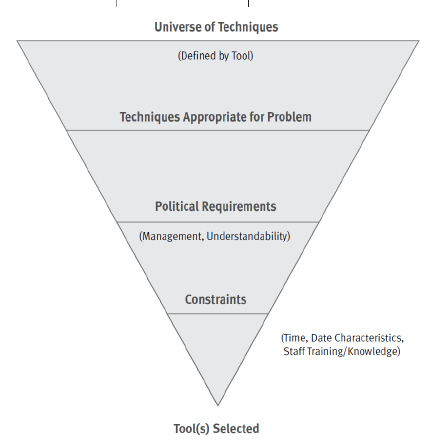 Universe of Techniques
(Defined by Tool)
Techniques Appropriate for Problem
Political Requirements
(Management, Understandability)
Constraints
(Time, Date Characteristics,
Staff Training/Knowledge)
Tool(s) Selected